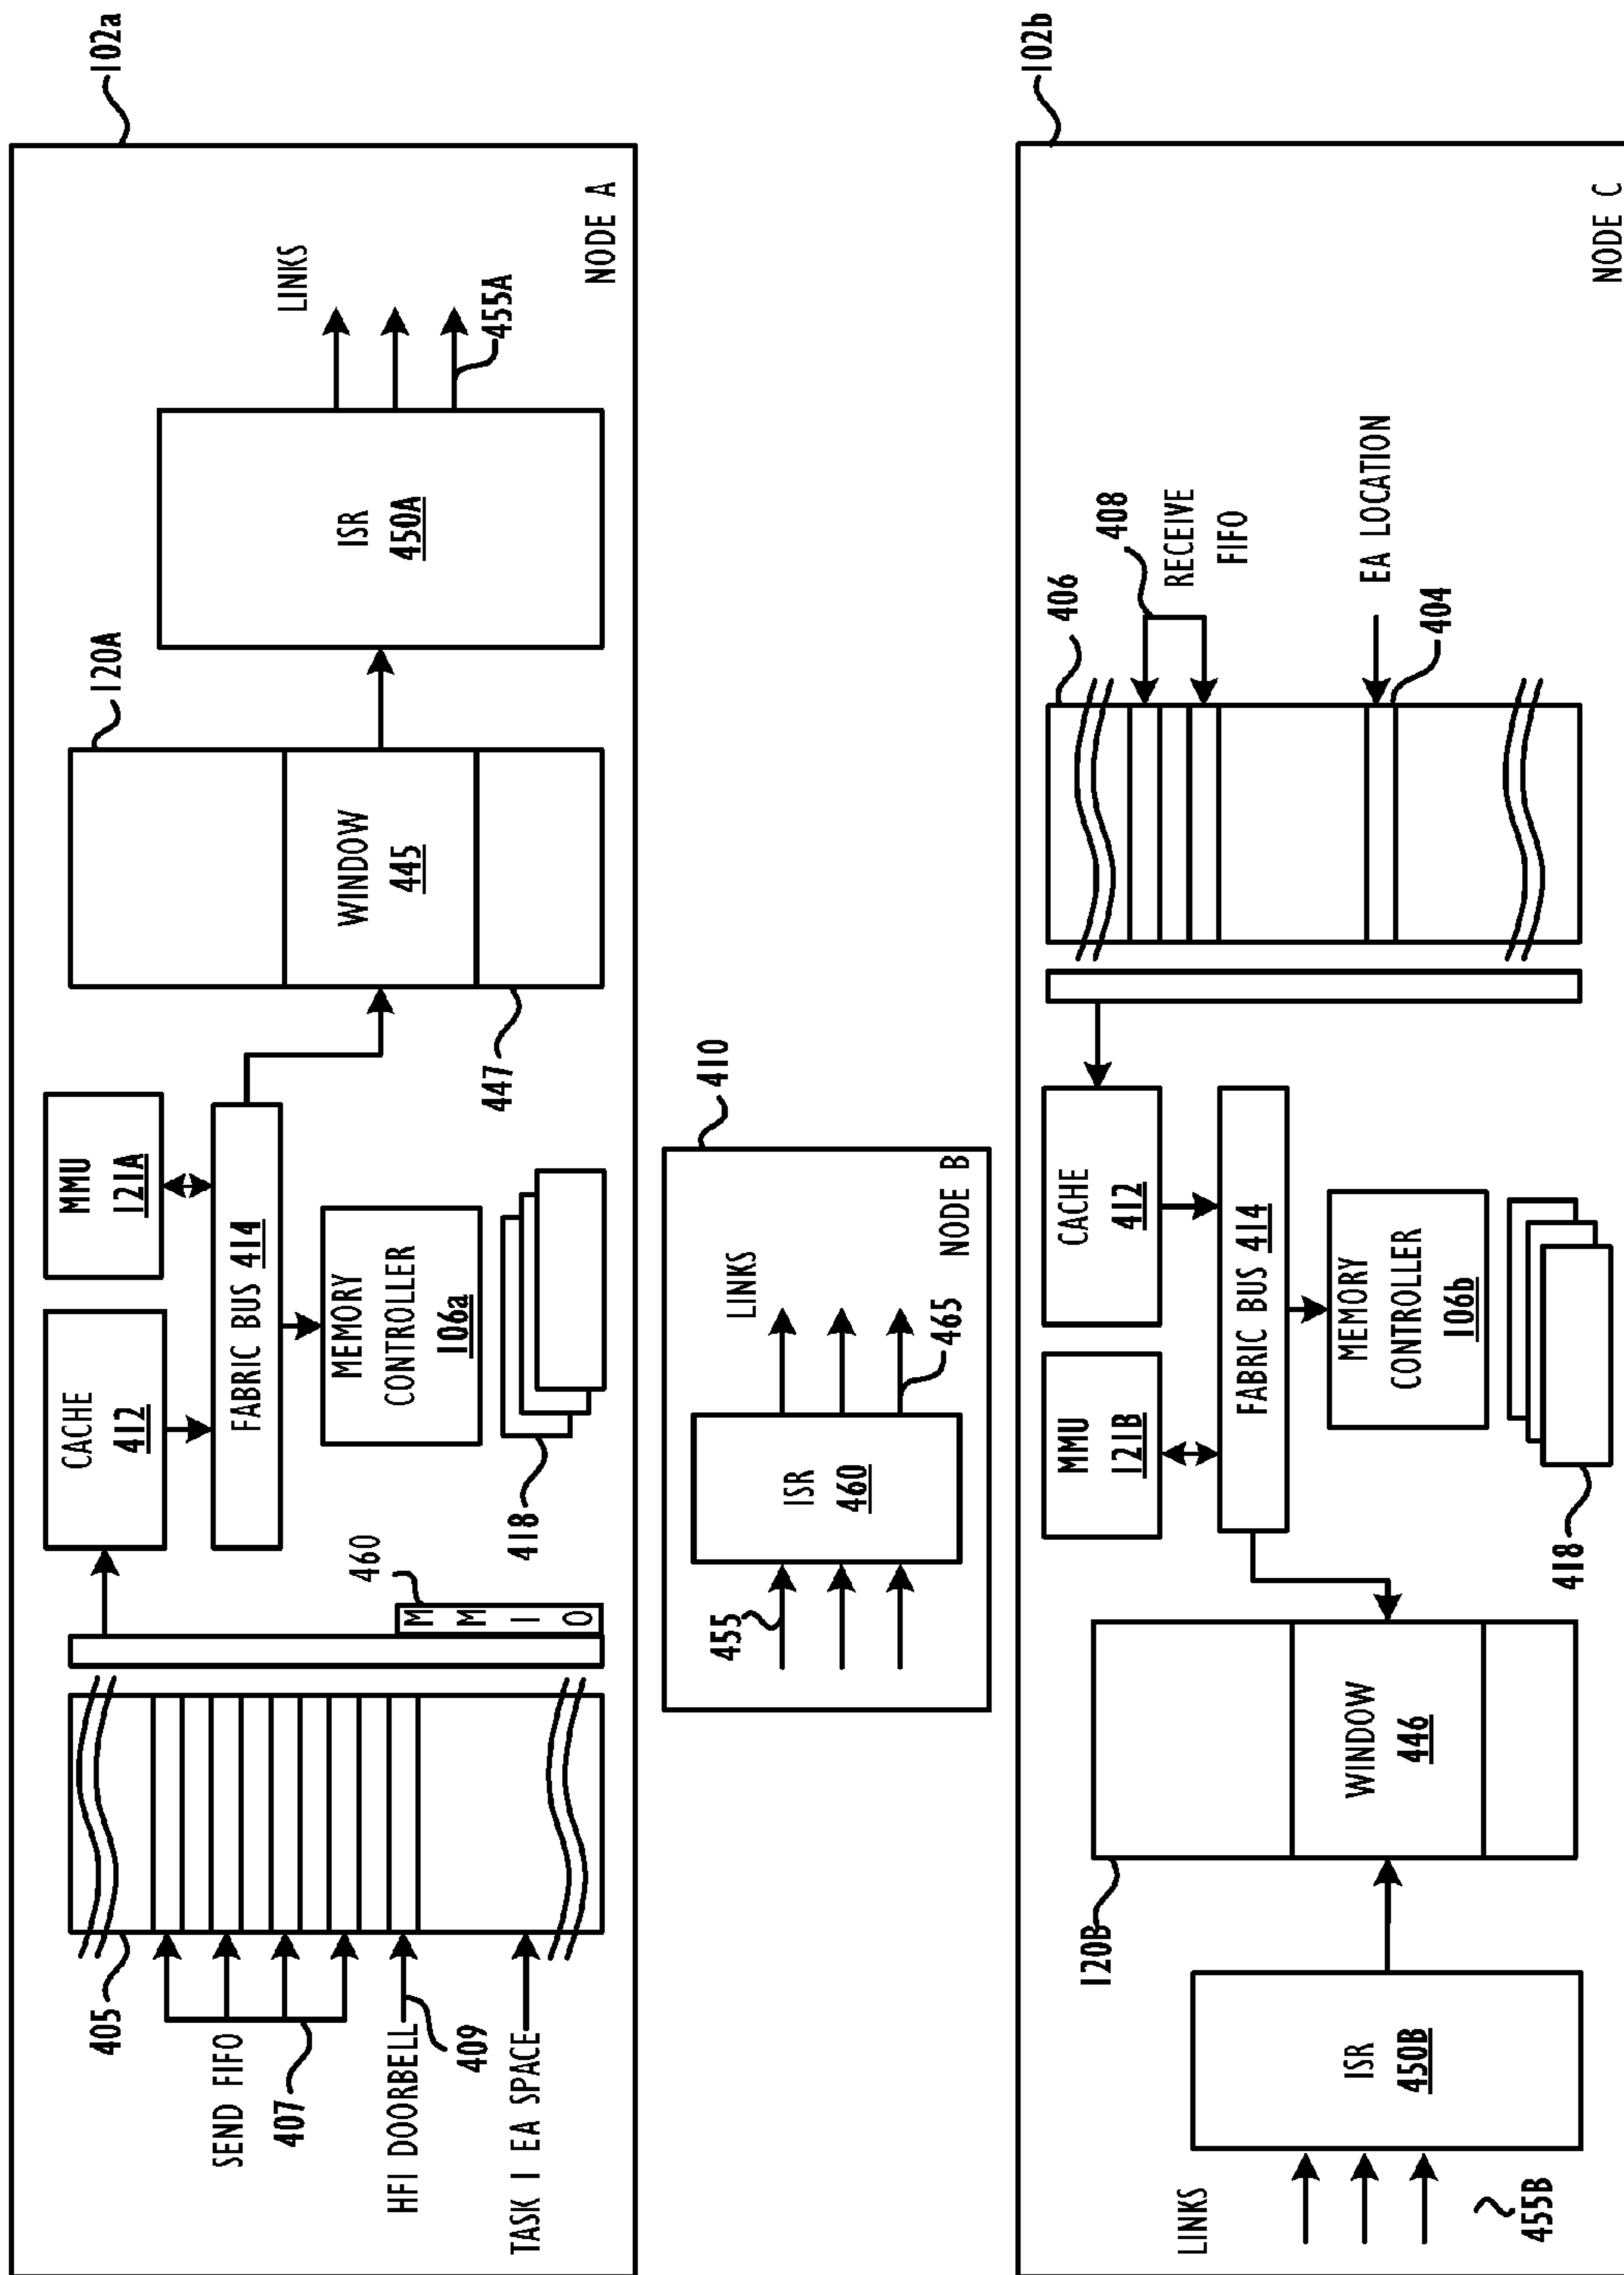 102a
NODE A
405
SEND FIFO
407
HFI DOORBELL
409
TASK 1 EA SPACE
MMIO
460
CACHE
412
MMU
121A
FABRIC BUS 414
MEMORY
CONTROLLER
106a
418
120A
WINDOW
445
447
ISR
450A
LINKS
455A
410
NODE B
455
ISR
460
LINKS
465
102b
NODE C
LINKS
455B
ISR
450B
120B
WINDOW
446
MMU
121B
CACHE
412
FABRIC BUS 414
MEMORY
CONTROLLER
106b
418
406
408
RECEIVE
FIFO
EA LOCATION
404